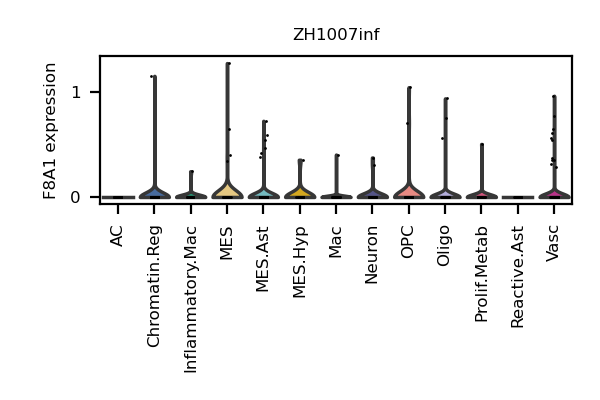 ZH1007inf
F8A1 expression
1
0
AC
Chromatin.Reg
Inflammatory.Mac
MES
MES.Ast
MES.Hyp
Mac
Neuron
OPC
Oligo
Prolif.Metab
Reactive.Ast
Vasc